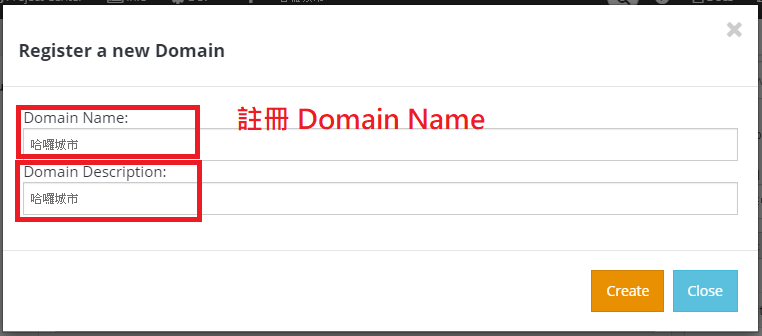 Register a new Domain
註冊 Domain Name
Domain Name:
哈囉城市
Domain Description:
哈囉城市
Create
Close